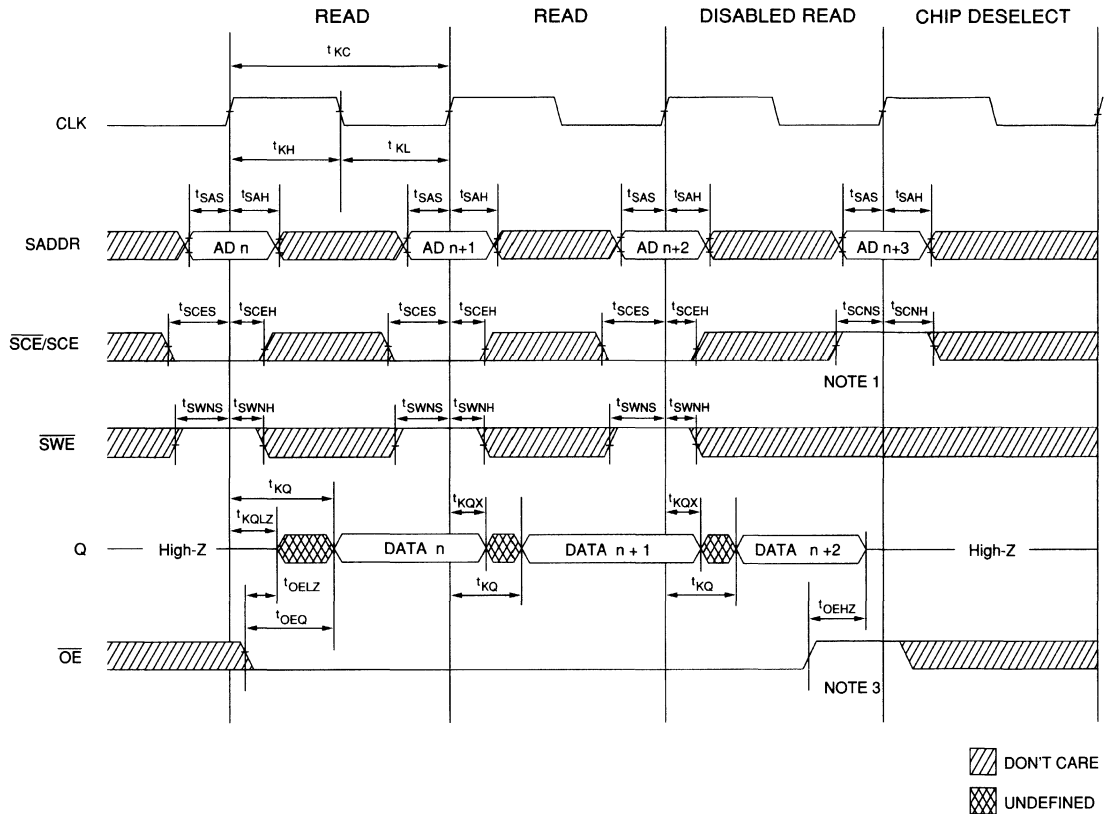 READ READ DISABLED READ CHIP DESELECT
tKC
CLK
tKH tKL
tSAS tSAH tSAS tSAH tSAS tSAH tSAS tSAH
SADDR AD n AD n+1 AD n+2 AD n+3
tSCES tSCEH tSCES tSCEH tSCES tSCEH tSCNS tSCNH
SCE/SCE
NOTE 1
tSWNS tSWNH tSWNS tSWNH tSWNS tSWNH
SWE
tKQ
tKQX tKQX
tKQLZ
Q High-Z DATA n DATA n + 1 DATA n +2 High-Z
tOELZ tKQ tKQ
tOEHZ
tOEQ
OE
NOTE 3
DON'T CARE
UNDEFINED